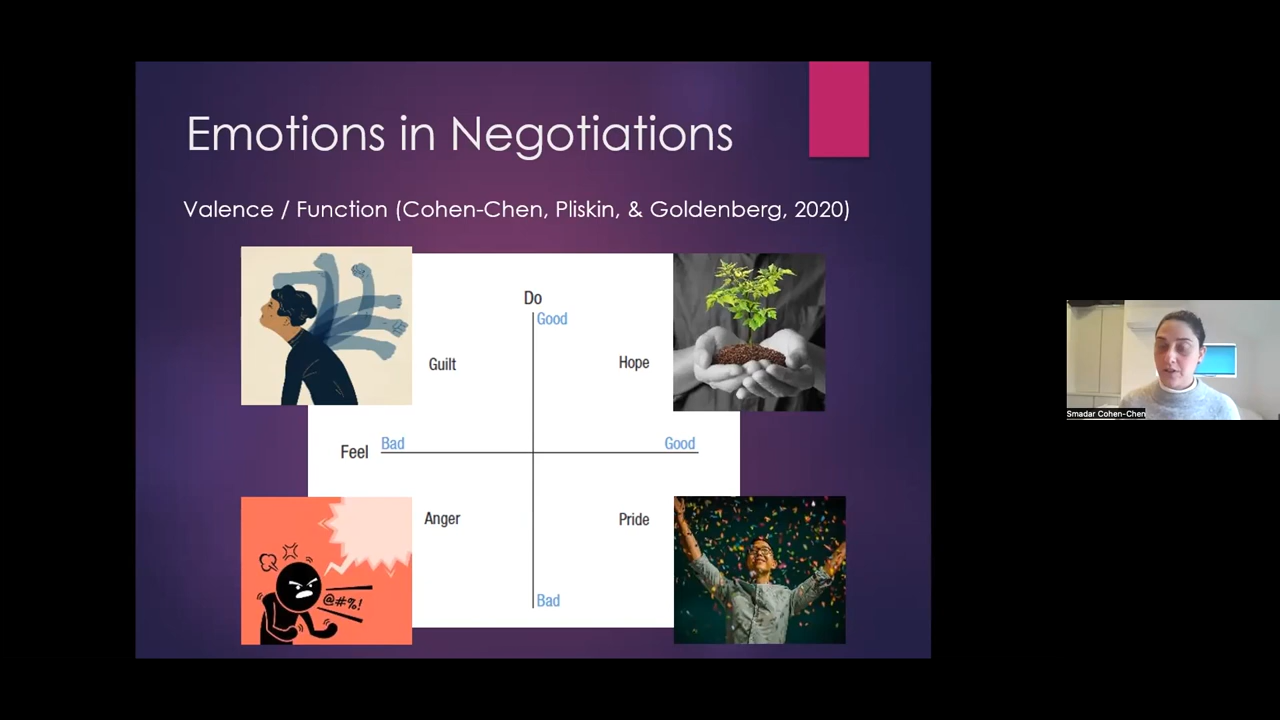 Emotions in Negotiations
Valence / Function (Cohen-Chen, Pliskin, & Goldenberg, 2020)
Do
Good
Guilt
Hope
Feel
Bad
Good
Anger
Pride
@#%!
Bad
Smadar Cohen-Chen